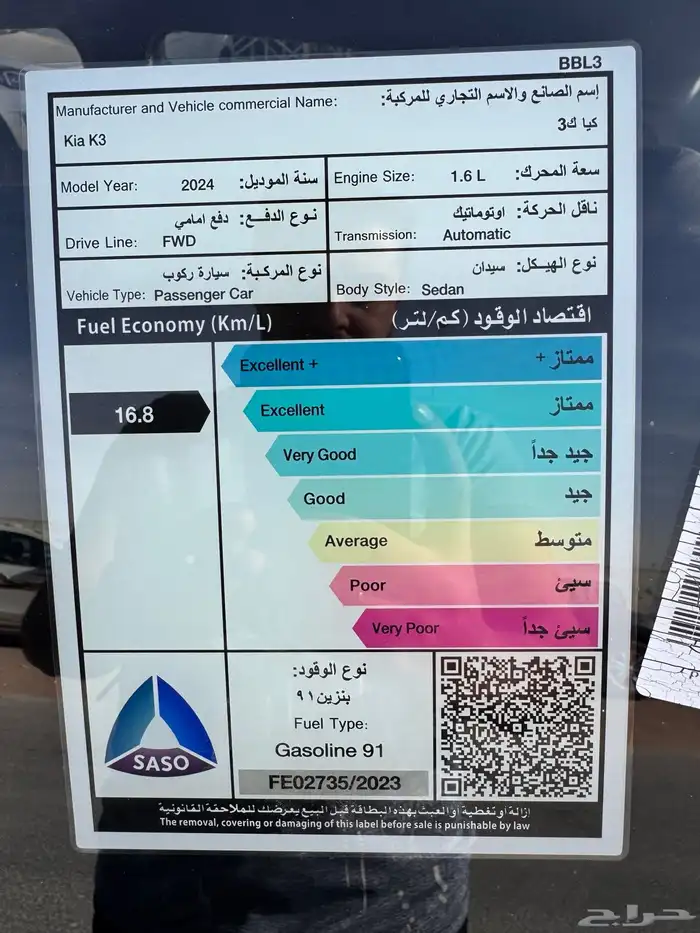 BBL3
Manufacturer and Vehicle commercial Name: إسم الصانع والاسم التجاري للمركبة:
Kia K3 كيا ك3
Model Year: 2024 سنة الموديل: Engine Size: 1.6 L سعة المحرك:
نوع الدفـع: دفع امامي ناقل الحركة: اوتوماتيك
Drive Line: FWD Transmission: Automatic
نوع المركبة: سيارة ركوب نوع الهيكل: سيدان
Vehicle Type: Passenger Car Body Style: Sedan
Fuel Economy (Km/L) اقتصاد الوقود (كم/لتر)
Excellent + ممتاز +
16.8 Excellent ممتاز
Very Good جيد جداً
Good جيد
Average متوسط
Poor سيئ
Very Poor سيئ جداً
نوع الوقود:
بنزين ٩١
Fuel Type:
Gasoline 91
SASO
FE02735/2023
إزالة أو تغطية أو العبث بهذه البطاقة قبل البيع يعرضك للملاحقة القانونية
The removal, covering or damaging of this label before sale is punishable by law
حراج